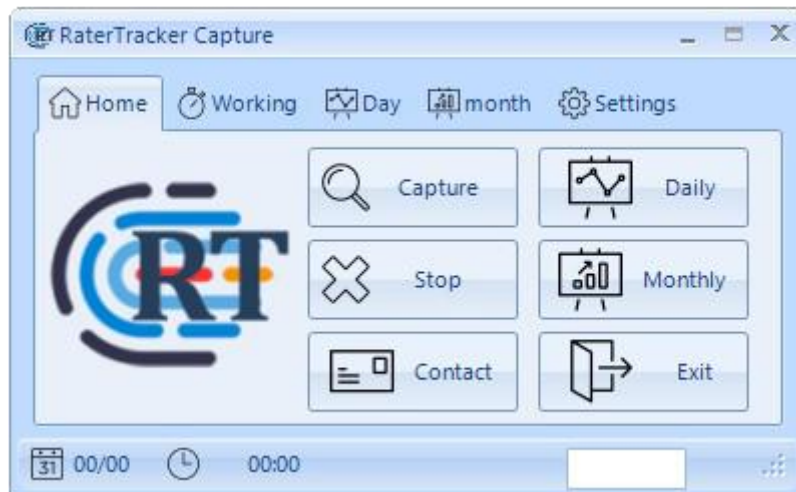 RT RaterTracker Capture
Home Working Day month Settings
RT
Capture Daily
Stop Monthly
Contact Exit
31 00/00 00:00